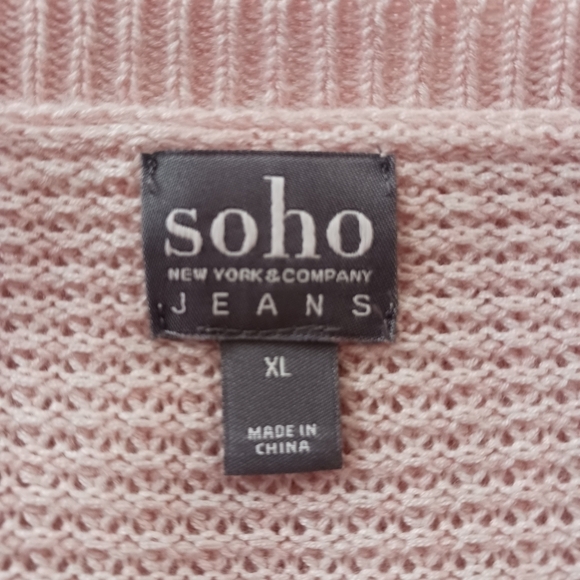 soho
NEW YORK & COMPANY
JEANS
XL
MADE IN
CHINA